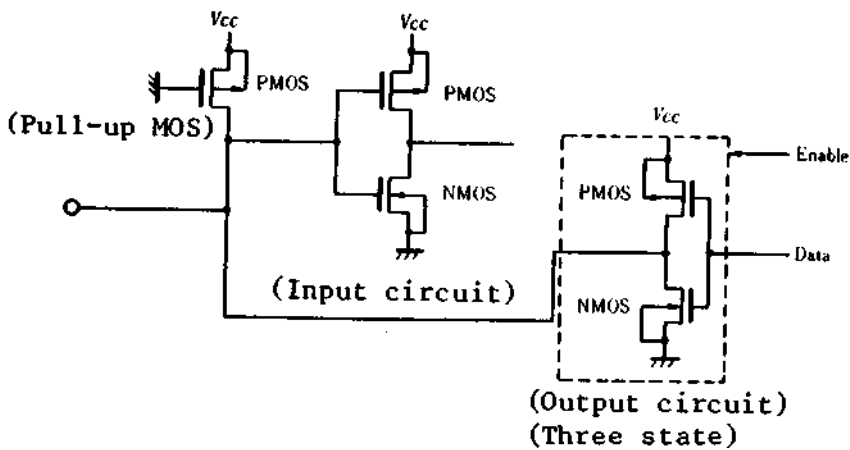 Vcc
Vcc
PMOS
PMOS
(Pull-up MOS)
Vcc
Enable
PMOS
NMOS
Data
(Input circuit)
NMOS
(Output circuit)
(Three state)